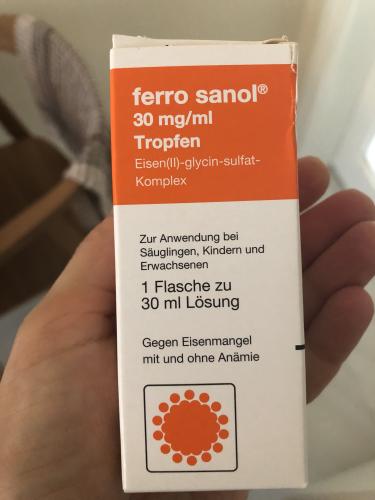 ferro sanol®
30 mg/ml
Tropfen
Eisen(II)-glycin-sulfat-
Komplex
Zur Anwendung bei
Säuglingen, Kindern und
Erwachsenen
1 Flasche zu
30 ml Lösung
Gegen Eisenmangel
mit und ohne Anämie